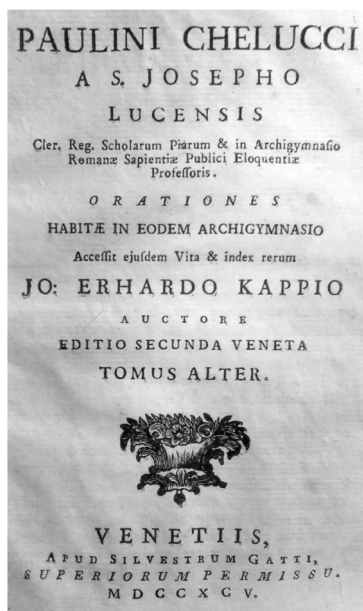 PAULINI CHELUCCI
A S. JOSEPHO
LUCENSIS
Cler. Reg. Scholarum Piarum & in Archigymnaſio
Romanæ Sapientiæ Publici Eloquentiæ
Profeſſoris.
ORATIONES
HABITÆ IN EODEM ARCHIGYMNASIO
Acceſſit ejuſdem Vita & index rerum
JO: ERHARDO KAPPIO
AUCTORE
EDITIO SECUNDA VENETA
TOMUS ALTER.
VENETIIS,
APUD SILVESTRUM GATTI,
SUPERIORUM PERMISSU.
MDCCXCV.